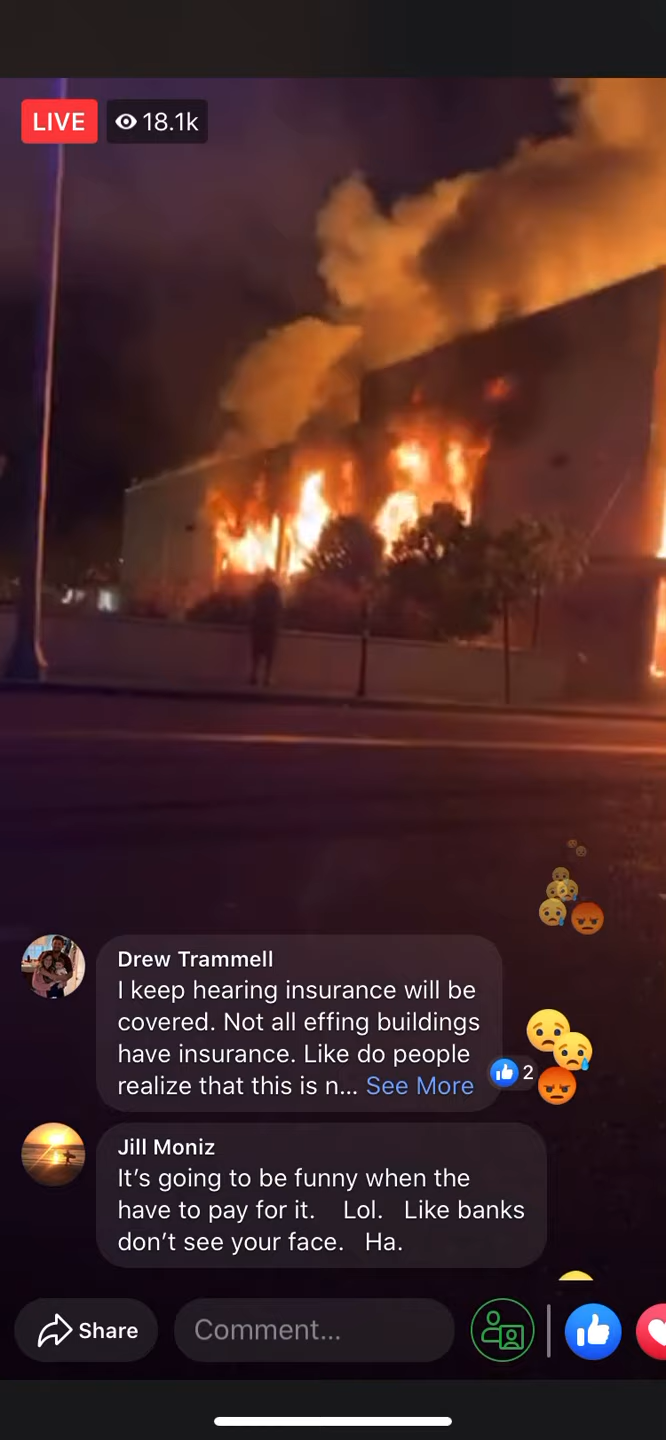 LIVE 18.1k
Drew Trammell
I keep hearing insurance will be
covered. Not all effing buildings
have insurance. Like do people
realize that this is n... See More
2
Jill Moniz
It’s going to be funny when the
have to pay for it. Lol. Like banks
don’t see your face. Ha.
Share Comment...